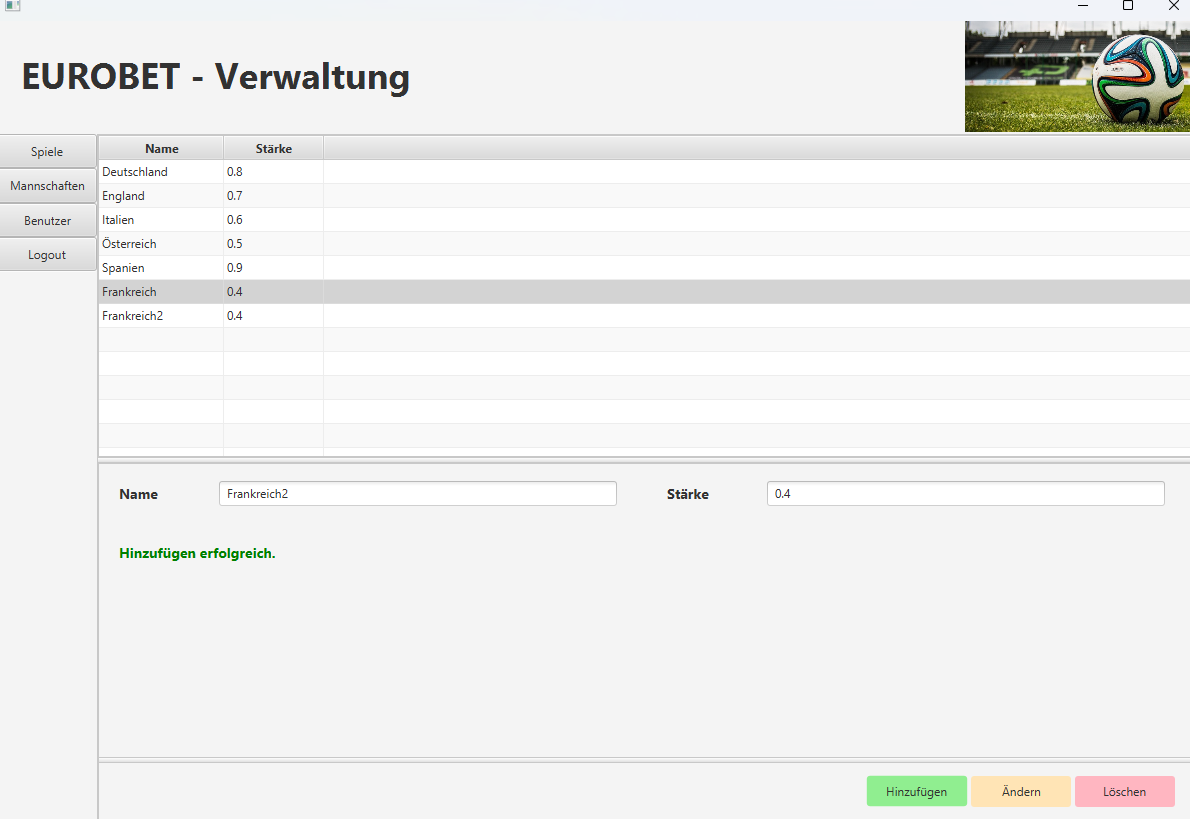 EUROBET - Verwaltung
Spiele
Mannschaften
Benutzer
Logout
Name Stärke
Deutschland 0.8
England 0.7
Italien 0.6
Österreich 0.5
Spanien 0.9
Frankreich 0.4
Frankreich2 0.4
Name Frankreich2 Stärke 0.4
Hinzufügen erfolgreich.
Hinzufügen Ändern Löschen